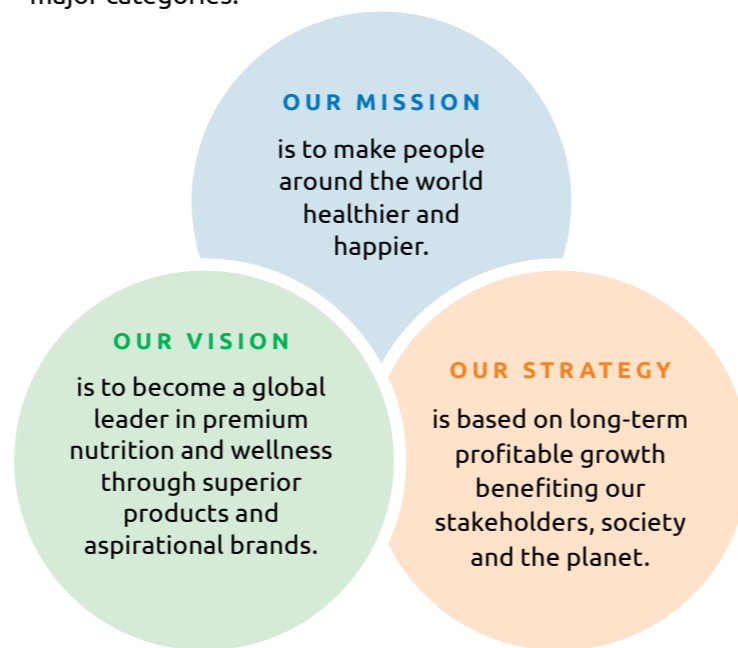 major categories.
OUR MISSION
is to make people
around the world
healthier and
happier.
OUR VISION
is to become a global
leader in premium
nutrition and wellness
through superior
products and
aspirational brands.
OUR STRATEGY
is based on long-term
profitable growth
benefiting our
stakeholders, society
and the planet.